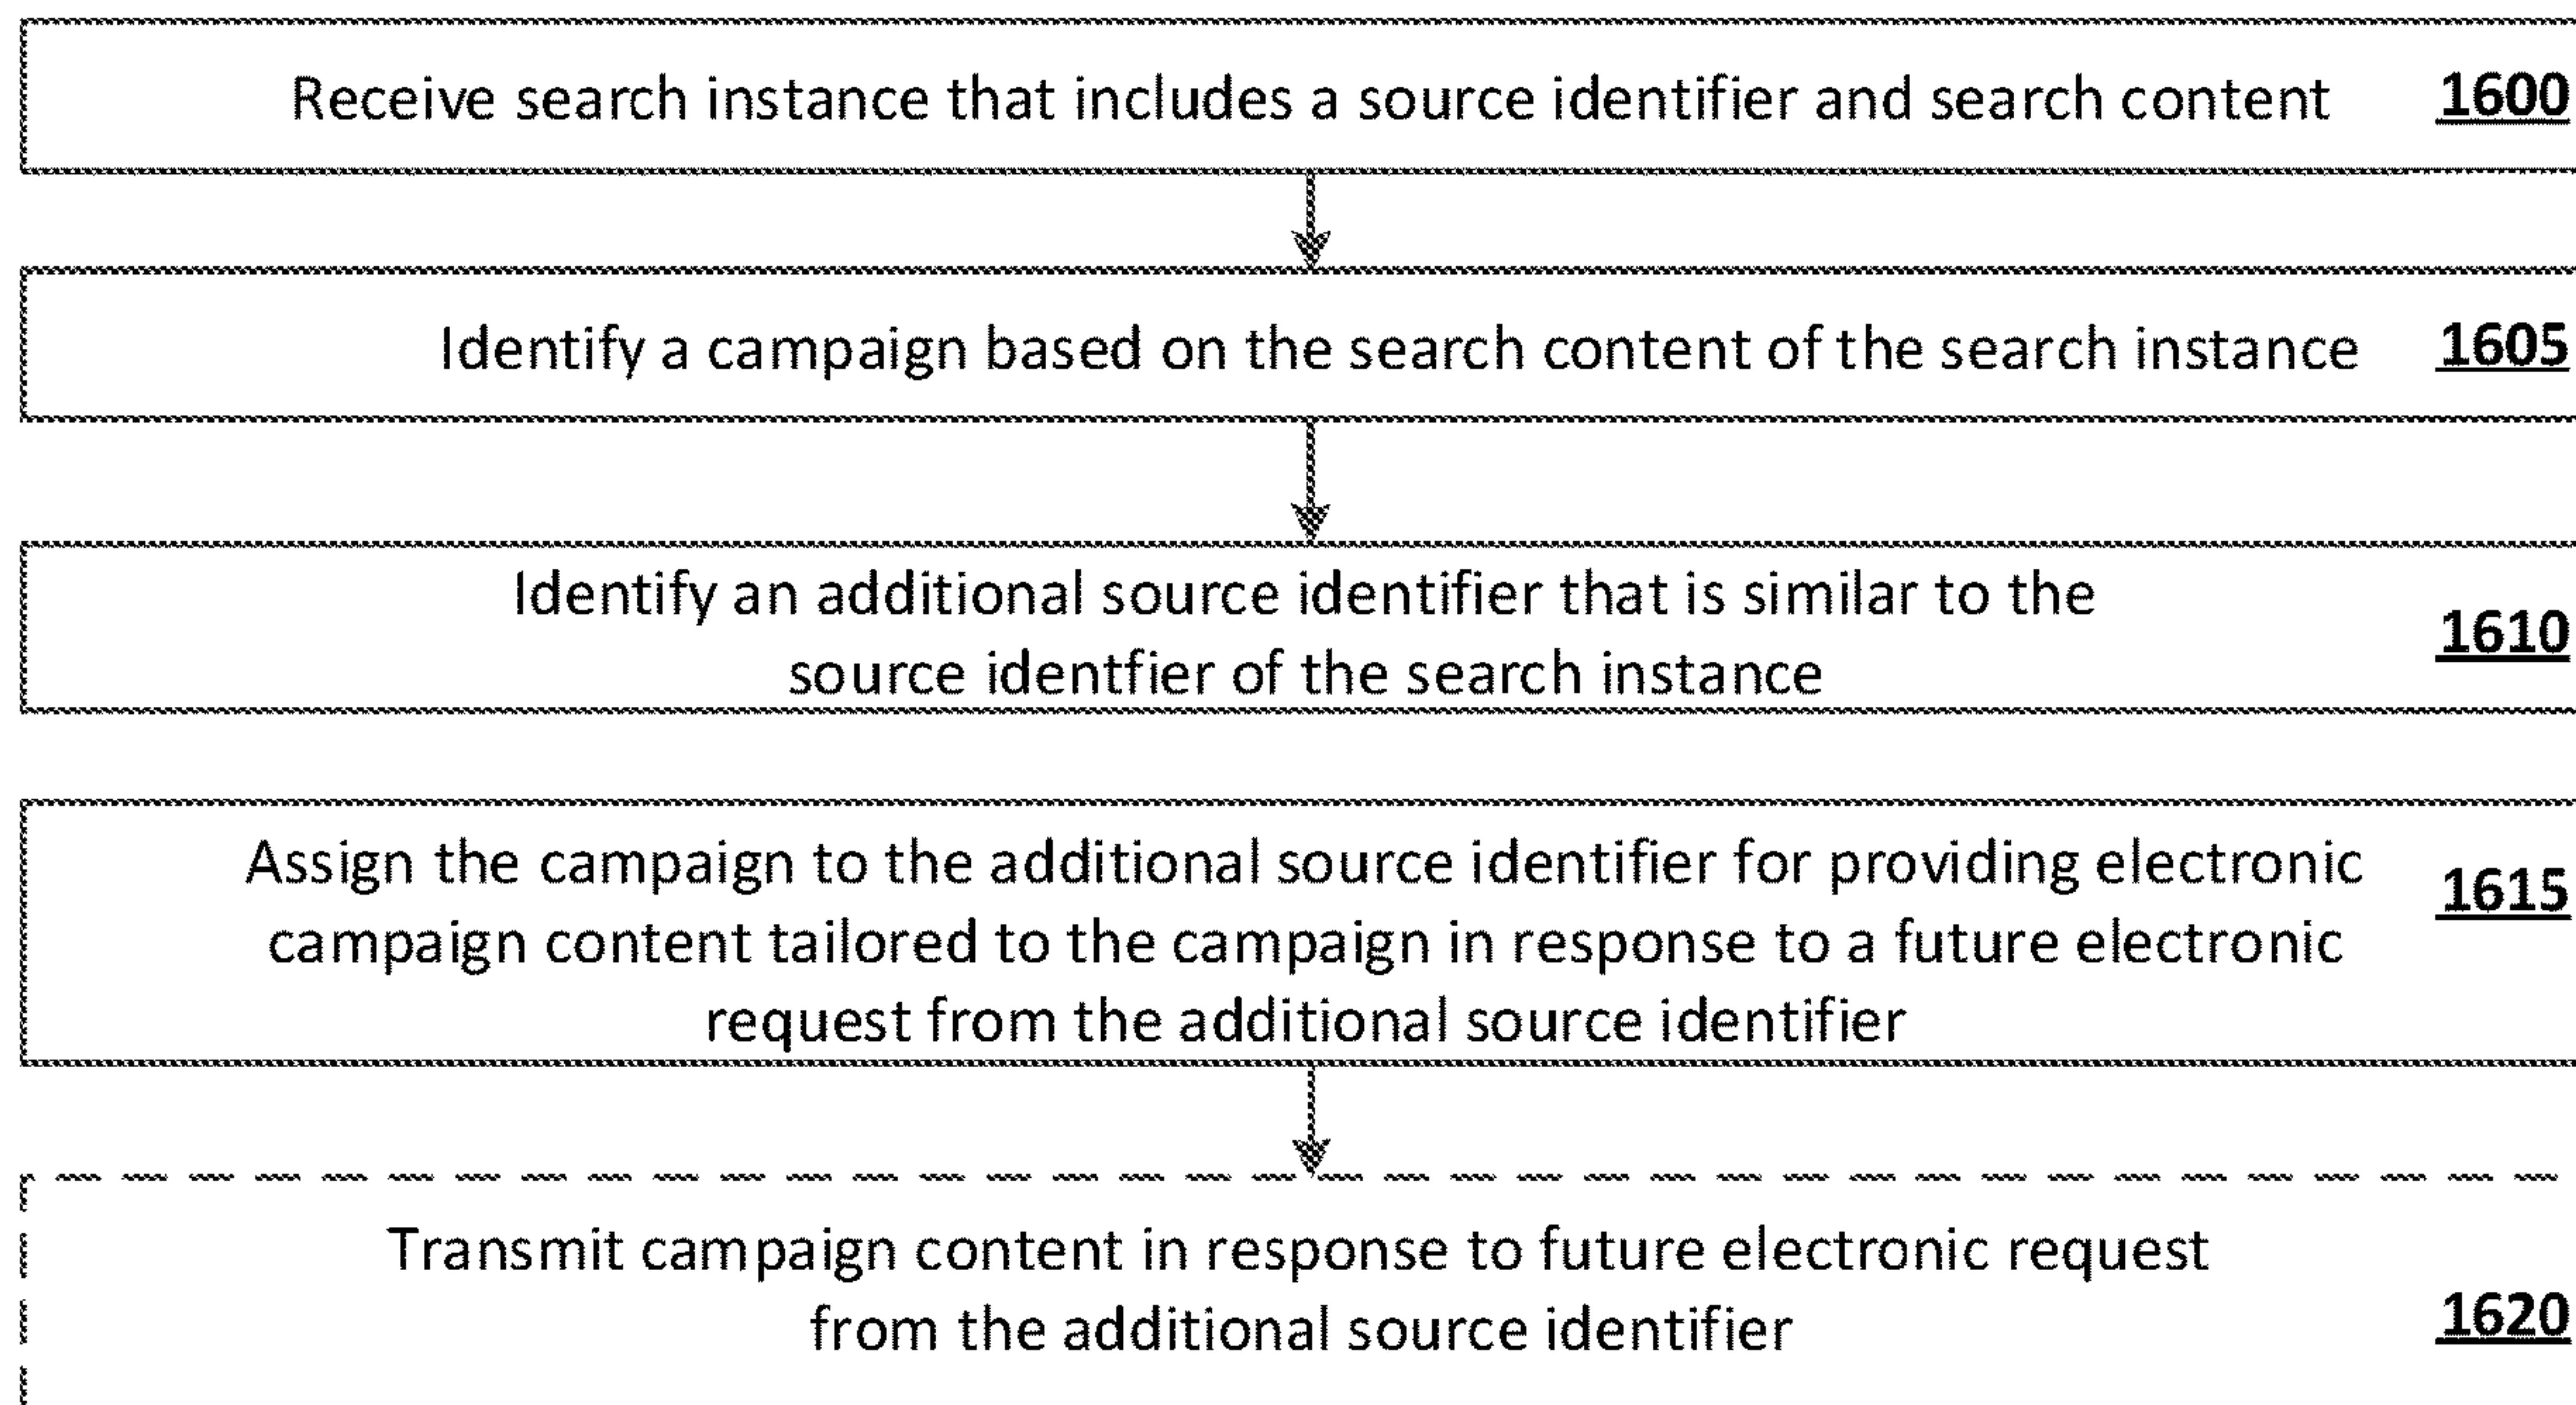 Receive search instance that includes a source identifier and search content 1600
Identify a campaign based on the search content of the search instance 1605
Identify an additional source identifier that is similar to the
source identfier of the search instance
1610
Assign the campaign to the additional source identifier for providing electronic
campaign content tailored to the campaign in response to a future electronic
request from the additional source identifier
1615
Transmit campaign content in response to future electronic request
from the additional source identifier
1620